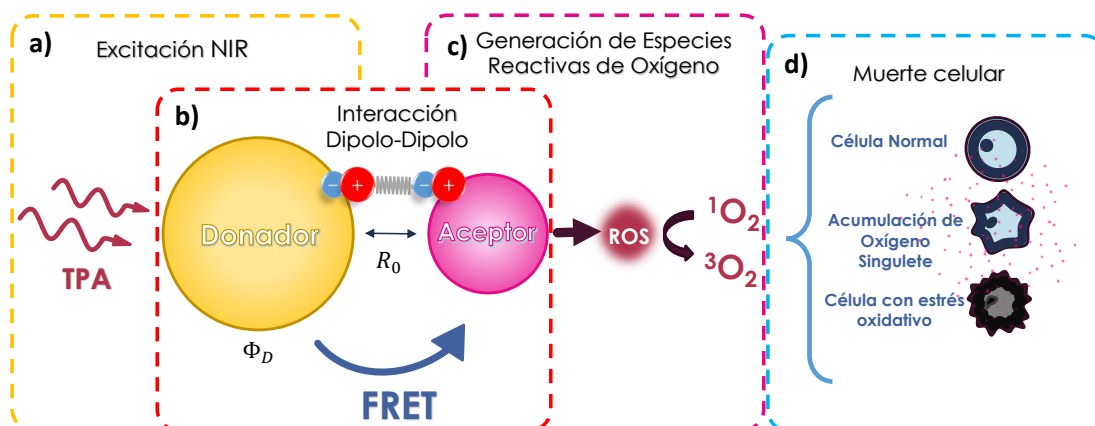 a)
Excitación NIR
TPA
b)
Interacción
Dipolo-Dipolo
− + − +
Donador
Aceptor
R₀
Φ_D
FRET
c)
Generación de Especies
Reactivas de Oxígeno
ROS
¹O₂
³O₂
d)
Muerte celular
Célula Normal
Acumulación de
Oxígeno
Singulete
Célula con estrés
oxidativo